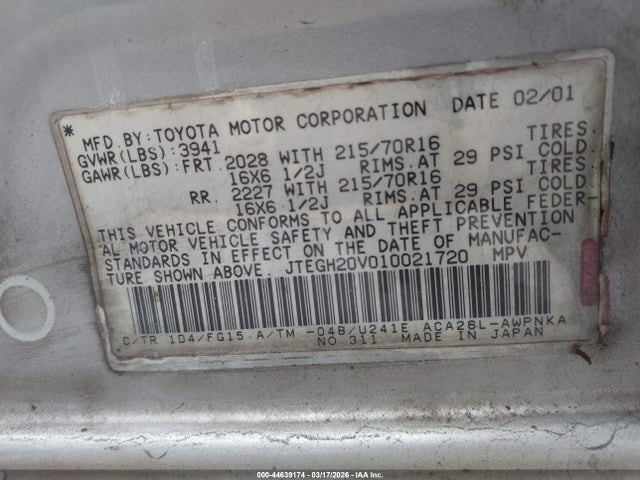 * MFD.BY:TOYOTA MOTOR CORPORATION DATE 02/01
GVWR(LBS):3941
GAWR(LBS):FRT. 2028 WITH 215/70R16 TIRES
16X6 1/2J RIMS.AT 29 PSI COLD
RR. 2227 WITH 215/70R16 TIRES
16X6 1/2J RIMS.AT 29 PSI COLD
THIS VEHICLE CONFORMS TO ALL APPLICABLE FEDER-
AL MOTOR VEHICLE SAFETY AND THEFT PREVENTION
STANDARDS IN EFFECT ON THE DATE OF MANUFAC-
TURE SHOWN ABOVE. JTEGH20V010021720 MPV
C/TR 1D4/FG15 A/TM -04B/U241E ACA26L-AWPNKA
NO.311 MADE IN JAPAN
000-44639174 | 03/17/2026 | IAA Inc.